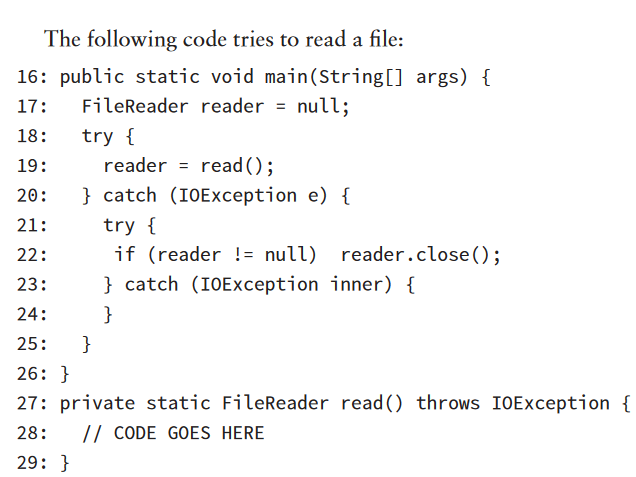 The following code tries to read a file:
16: public static void main(String[] args) {
17:   FileReader reader = null;
18:   try {
19:     reader = read();
20:   } catch (IOException e) {
21:     try {
22:      if (reader != null)  reader.close();
23:     } catch (IOException inner) {
24:     }
25:   }
26: }
27: private static FileReader read() throws IOException {
28:   // CODE GOES HERE
29: }